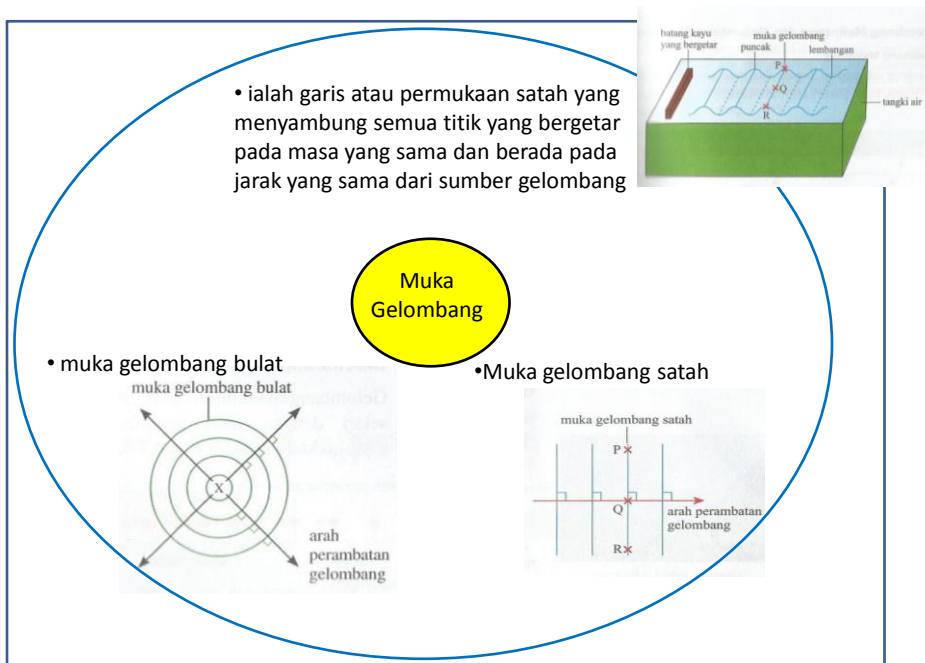 batang kayu
yang bergetar
puncak
muka gelombang
lembangan
P
Q
R
tangki air
• ialah garis atau permukaan satah yang
menyambung semua titik yang bergetar
pada masa yang sama dan berada pada
jarak yang sama dari sumber gelombang
Muka
Gelombang
• muka gelombang bulat
muka gelombang bulat
X
arah
perambatan
gelombang
•Muka gelombang satah
muka gelombang satah
P
Q
R
arah perambatan
gelombang